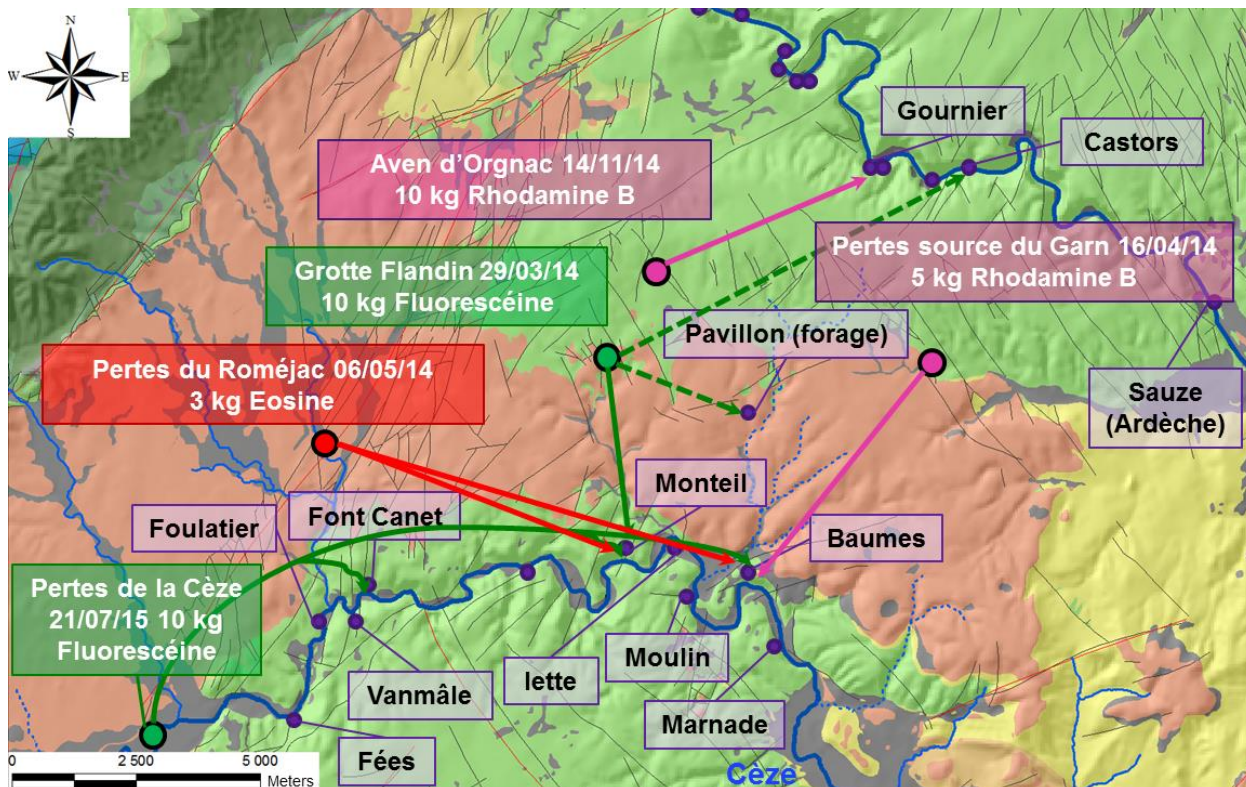 N
W
E
S
Gournier
Castors
Aven d'Orgnac 14/11/14
10 kg Rhodamine B
Pertes source du Garn 16/04/14
5 kg Rhodamine B
Grotte Flandin 29/03/14
10 kg Fluorescéine
Pavillon (forage)
Pertes du Roméjac 06/05/14
3 kg Eosine
Sauze
(Ardèche)
Monteil
Foulatier
Font Canet
Baumes
Pertes de la Cèze
21/07/15 10 kg
Fluorescéine
Moulin
Vanmâle
Iette
Marnade
Fées
Cèze
0 2 500 5 000
Meters